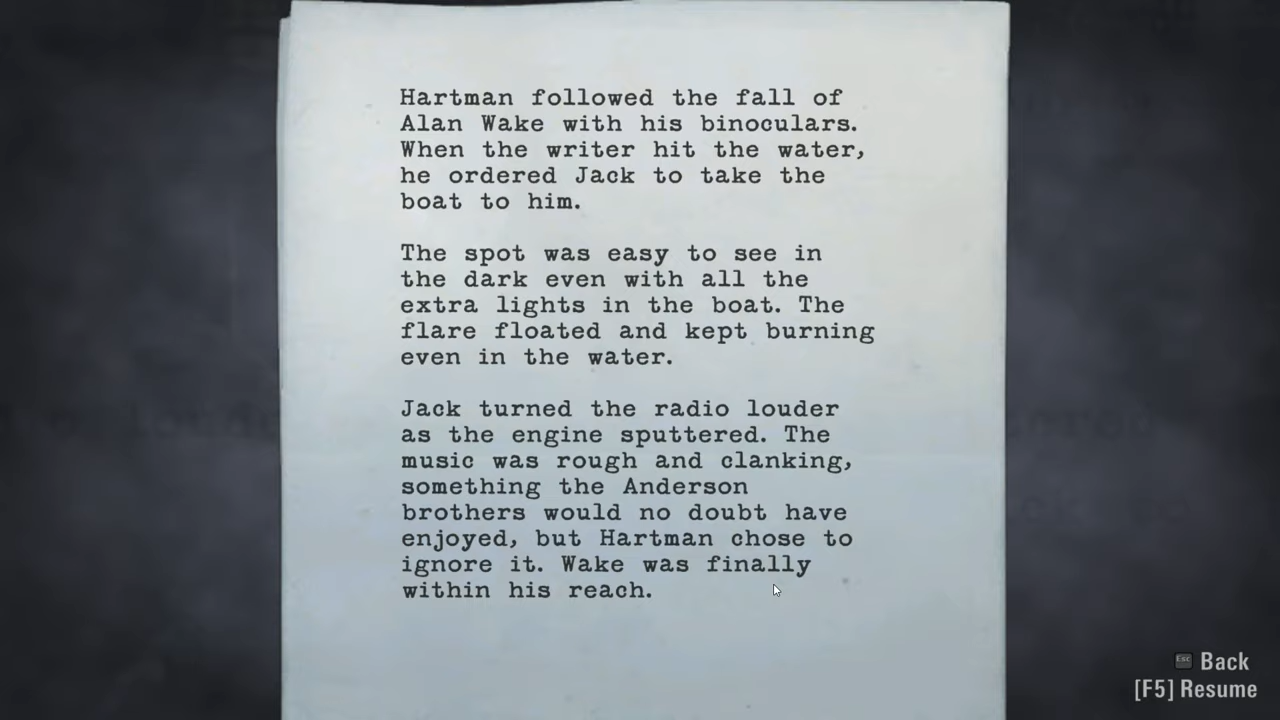 Hartman followed the fall of
Alan Wake with his binoculars.
When the writer hit the water,
he ordered Jack to take the
boat to him.
The spot was easy to see in
the dark even with all the
extra lights in the boat. The
flare floated and kept burning
even in the water.
Jack turned the radio louder
as the engine sputtered. The
music was rough and clanking,
something the Anderson
brothers would no doubt have
enjoyed, but Hartman chose to
ignore it. Wake was finally
within his reach.
Esc Back
[F5] Resume